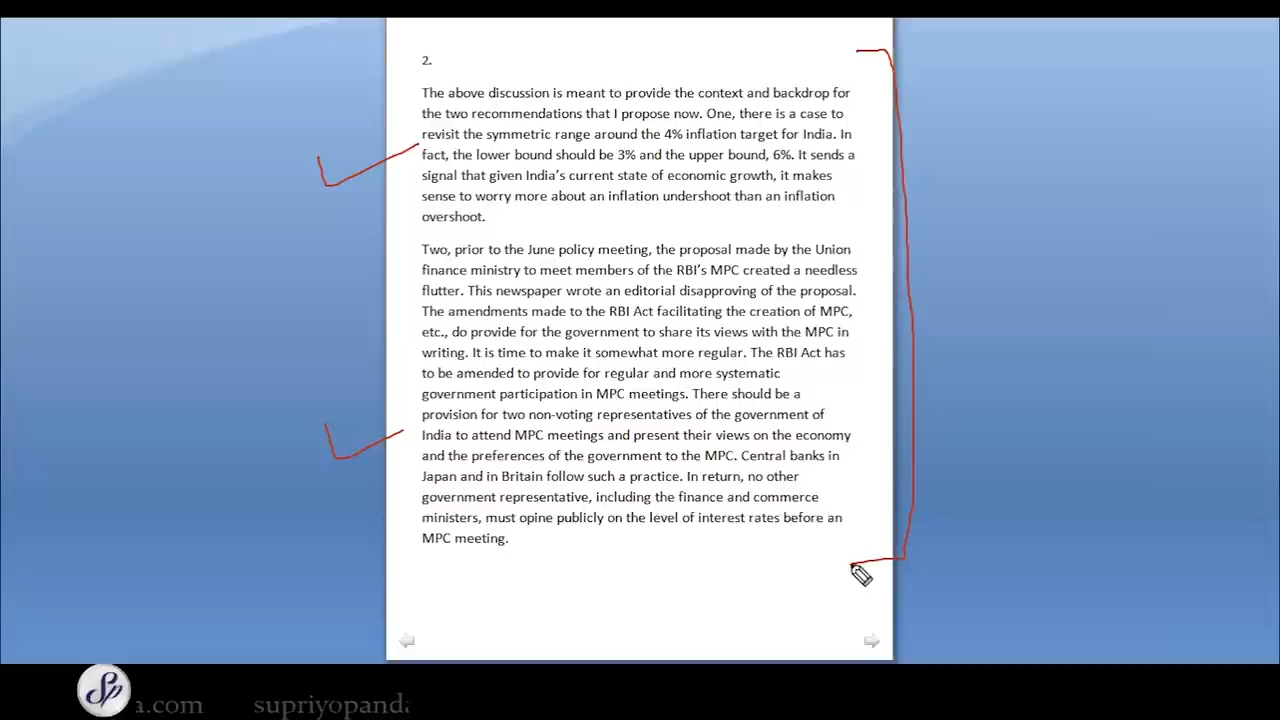 2.
The above discussion is meant to provide the context and backdrop for
the two recommendations that I propose now. One, there is a case to
revisit the symmetric range around the 4% inflation target for India. In
fact, the lower bound should be 3% and the upper bound, 6%. It sends a
signal that given India’s current state of economic growth, it makes
sense to worry more about an inflation undershoot than an inflation
overshoot.
Two, prior to the June policy meeting, the proposal made by the Union
finance ministry to meet members of the RBI’s MPC created a needless
flutter. This newspaper wrote an editorial disapproving of the proposal.
The amendments made to the RBI Act facilitating the creation of MPC,
etc., do provide for the government to share its views with the MPC in
writing. It is time to make it somewhat more regular. The RBI Act has
to be amended to provide for regular and more systematic
government participation in MPC meetings. There should be a
provision for two non-voting representatives of the government of
India to attend MPC meetings and present their views on the economy
and the preferences of the government to the MPC. Central banks in
Japan and in Britain follow such a practice. In return, no other
government representative, including the finance and commerce
ministers, must opine publicly on the level of interest rates before an
MPC meeting.
Sp a.com supriyopanda